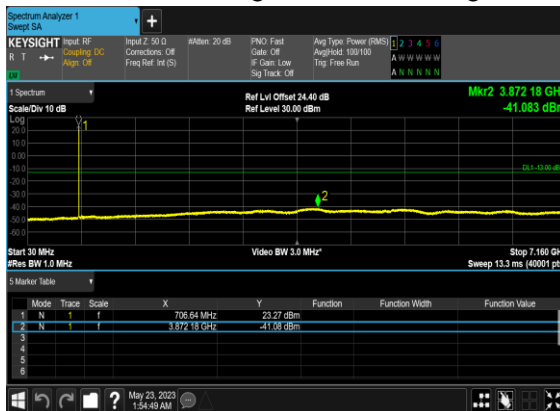 Spectrum Analyzer 1
Swept SA
KEYSIGHT Input: RF Input Z: 50 Ω #Atten: 20 dB PNO: Fast Avg Type: Power (RMS) 1 2 3 4 5 6
R T Coupling: DC Corrections: Off Gate: Off Avg|Hold: 100/100 A W W W W W
Align: Off Freq Ref: Int (S) IF Gain: Low Trig: Free Run
Sig Track: Off A N N N N N
1 Spectrum Ref Lvl Offset 24.40 dB Mkr2 3.872 18 GH
Scale/Div 10 dB Ref Level 30.00 dBm -41.083 dBr
Log
20.0 1
10.0
0.00
-10.0 DL1 -13.00 dB
-20.0
-30.0 2
-40.0
-50.0
-60.0
Start 30 MHz Video BW 3.0 MHz* Stop 7.160 GH
#Res BW 1.0 MHz Sweep 13.3 ms (40001 pt
5 Marker Table
Mode Trace Scale X Y Function Function Width Function Value
1 N 1 f 706.64 MHz 23.27 dBm
2 N 1 f 3.872 18 GHz -41.08 dBm
3
4
5
6
? May 23, 2023
1:54:49 AM